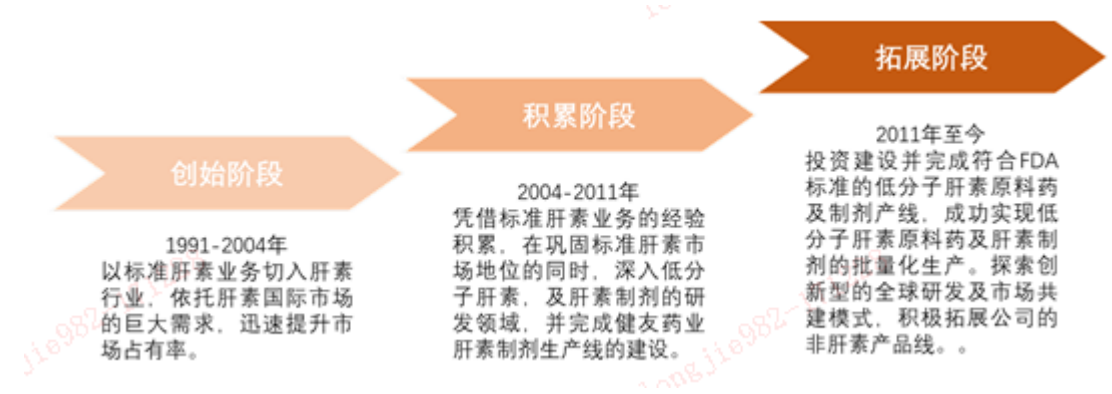 创始阶段
1991-2004年
以标准肝素业务切入肝素
行业，依托肝素国际市场
的巨大需求，迅速提升市
场占有率。
积累阶段
2004-2011年
凭借标准肝素业务的经验
积累，在巩固标准肝素市
场地位的同时，深入低分
子肝素，及肝素制剂的研
发领域，并完成健友药业
肝素制剂生产线的建设。
拓展阶段
2011年至今
投资建设并完成符合FDA
标准的低分子肝素原料药
及制剂产线，成功实现低
分子肝素原料药及肝素制
剂的批量化生产。探索创
新型的全球研发及市场共
建模式，积极拓展公司的
非肝素产品线。。